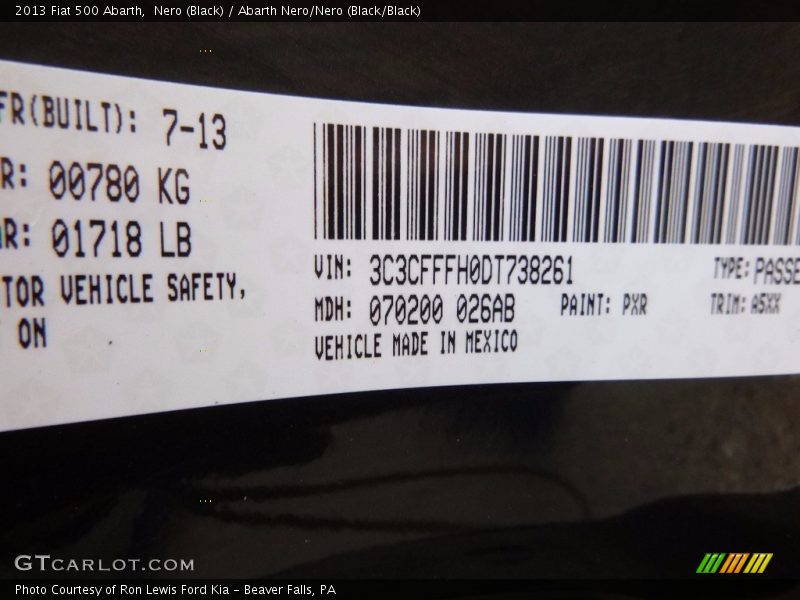 2013 Fiat 500 Abarth,  Nero (Black) / Abarth Nero/Nero (Black/Black)
FR(BUILT): 7-13
R: 00780 KG
R: 01718 LB
TOR VEHICLE SAFETY,
ON
VIN: 3C3CFFFH0DT738261 TYPE: PASSE
MDH: 070200 026AB PAINT: PXR TRIM: A5XX
VEHICLE MADE IN MEXICO
GTCARLOT.COM
Photo Courtesy of Ron Lewis Ford Kia – Beaver Falls, PA